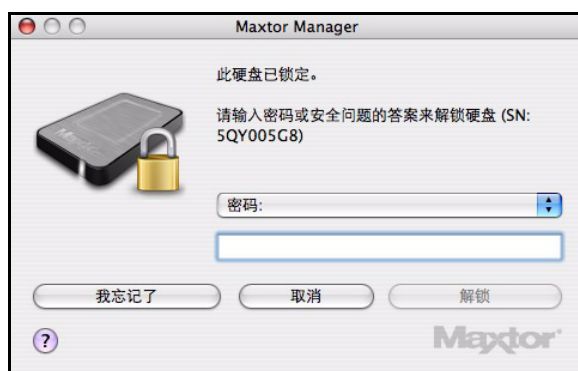 Maxtor Manager
此硬盘已锁定。
请输入密码或安全问题的答案来解锁硬盘 (SN:
5QY005G8)
Maxtor
密码:
我忘记了
取消
解锁
?
Maxtor